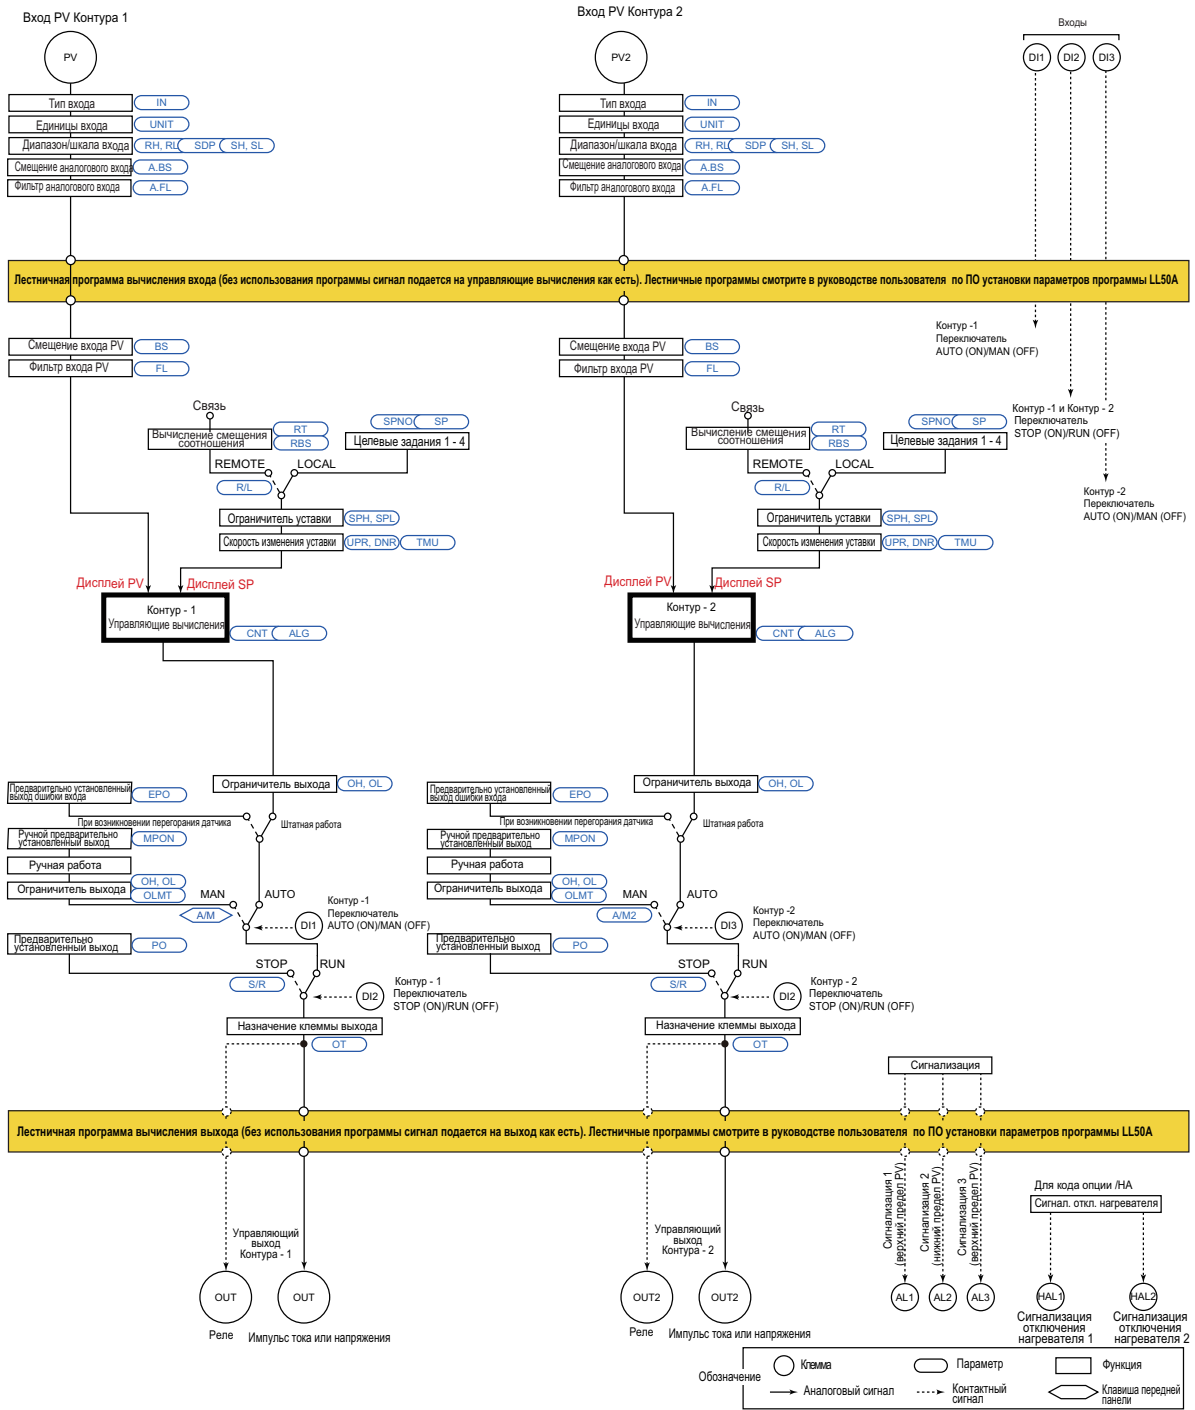 Вход PV Контура 1
Вход PV Контура 2
Входы
PV
PV2
DI1
DI2
DI3
Тип входа
IN
Тип входа
IN
Единицы входа
UNIT
Единицы входа
UNIT
Диапазон/шкала входа
RH, RL
SDP
SH, SL
Диапазон/шкала входа
RH, RL
SDP
SH, SL
Смещение аналогового входа
A.BS
Смещение аналогового входа
A.BS
Фильтр аналогового входа
A.FL
Фильтр аналогового входа
A.FL
Лестничная программа вычисления входа (без использования программы сигнал подается на управляющие вычисления как есть). Лестничные программы смотрите в руководстве пользователя по ПО установки параметров программы LL50A
Контур -1
Переключатель
AUTO (ON)/MAN (OFF)
Смещение входа PV
BS
Смещение входа PV
BS
Фильтр входа PV
FL
Фильтр входа PV
FL
Контур -1 и Контур - 2
Переключатель
STOP (ON)/RUN (OFF)
Контур -2
Переключатель
AUTO (ON)/MAN (OFF)
Связь
SPNO
SP
RT
RBS
Вычисление смещения
соотношения
Целевые задания 1 - 4
REMOTE
LOCAL
R/L
Ограничитель уставки
SPH, SPL
Скорость изменения уставки
UPR, DNR
TMU
Связь
SPNO
SP
RT
RBS
Вычисление смещения
соотношения
Целевые задания 1 - 4
REMOTE
LOCAL
R/L
Ограничитель уставки
SPH, SPL
Скорость изменения уставки
UPR, DNR
TMU
Дисплей PV
Дисплей SP
Контур - 1
Управляющие вычисления
CNT
ALG
Дисплей PV
Дисплей SP
Контур - 2
Управляющие вычисления
CNT
ALG
Ограничитель выхода
OH, OL
Предварительно установленный
выход ошибки входа
EPO
При возникновении перегорания датчика
Штатная работа
Ручной предварительно
установленный выход
MPON
Ручная работа
Ограничитель выхода
OH, OL
OLMT
MAN
AUTO
A/M
DI1
Контур -1
Переключатель
AUTO (ON)/MAN (OFF)
Предварительно
установленный выход
PO
STOP
RUN
S/R
DI2
Контур - 1
Переключатель
STOP (ON)/RUN (OFF)
Назначение клеммы выхода
OT
Ограничитель выхода
OH, OL
Предварительно установленный
выход ошибки входа
EPO
При возникновении перегорания датчика
Штатная работа
Ручной предварительно
установленный выход
MPON
Ручная работа
Ограничитель выхода
OH, OL
OLMT
MAN
AUTO
A/M2
DI3
Контур -2
Переключатель
AUTO (ON)/MAN (OFF)
Предварительно
установленный выход
PO
STOP
RUN
S/R
DI2
Контур - 2
Переключатель
STOP (ON)/RUN (OFF)
Назначение клеммы выхода
OT
Сигнализация
Лестничная программа вычисления выхода (без использования программы сигнал подается на выход как есть). Лестничные программы смотрите в руководстве пользователя по ПО установки параметров программы LL50A
Управляющий
выход
Контура - 1
OUT
OUT
Реле
Импульс тока или напряжения
Управляющий
выход
Контура - 2
OUT2
OUT2
Реле
Импульс тока или напряжения
Сигнализация 1
(верхний предел PV)
Сигнализация 2
(нижний предел PV)
Сигнализация 3
(верхний предел PV)
AL1
AL2
AL3
Для кода опции /HA
Сигнал. откл. нагревателя
HAL1
HAL2
Сигнализация
отключения
нагревателя 1
Сигнализация
отключения
нагревателя 2
Обозначение
Клемма
Параметр
Функция
Аналоговый сигнал
Контактный
сигнал
Клавиша передней
панели